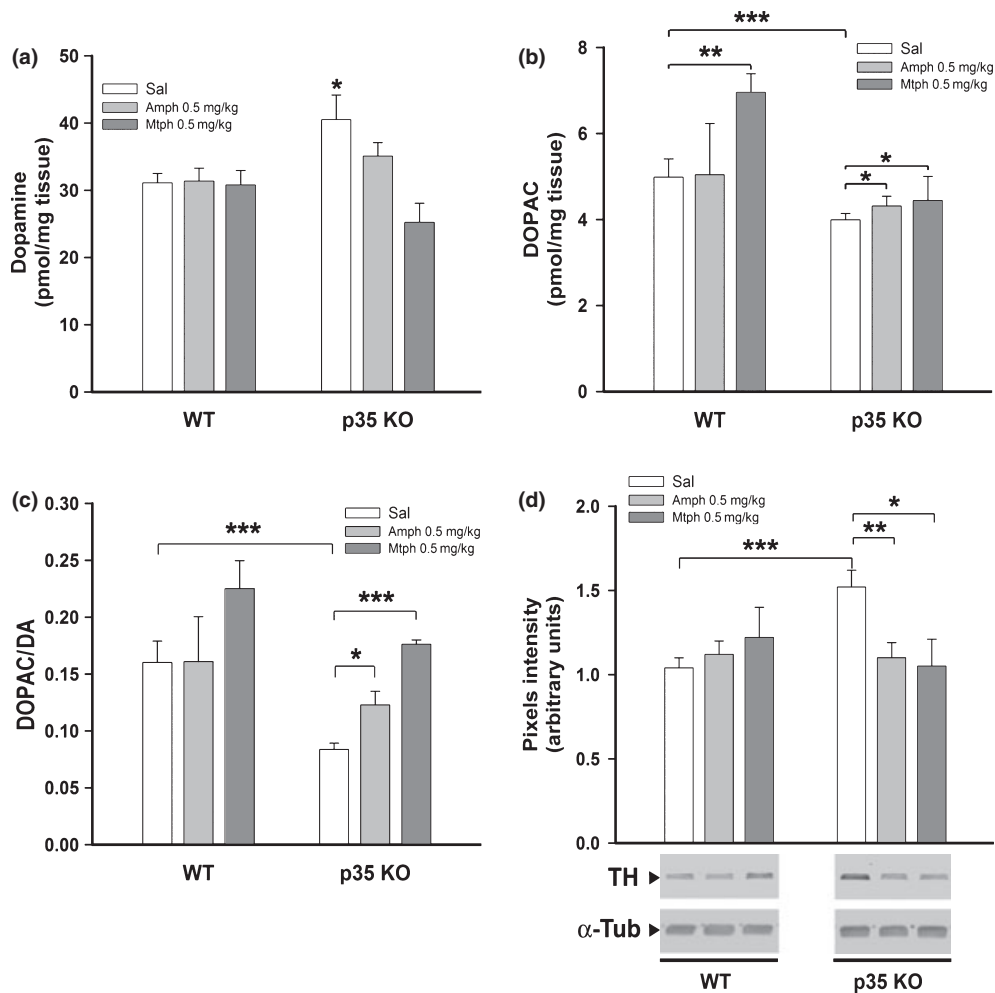 (a)
50
40
30
20
10
0
Dopamine
(pmol/mg tissue)
Sal
Amph 0.5 mg/kg
Mtph 0.5 mg/kg
*
WT
p35 KO
(b)
8
6
4
2
0
DOPAC
(pmol/mg tissue)
***
**
Sal
Amph 0.5 mg/kg
Mtph 0.5 mg/kg
*
*
WT
p35 KO
(c)
0.30
0.25
0.20
0.15
0.10
0.05
0.00
DOPAC/DA
***
Sal
Amph 0.5 mg/kg
Mtph 0.5 mg/kg
***
*
WT
p35 KO
(d)
2.0
1.5
1.0
0.5
0.0
Pixels intensity
(arbitrary units)
Sal
Amph 0.5 mg/kg
Mtph 0.5 mg/kg
***
*
**
TH
α-Tub
WT
p35 KO